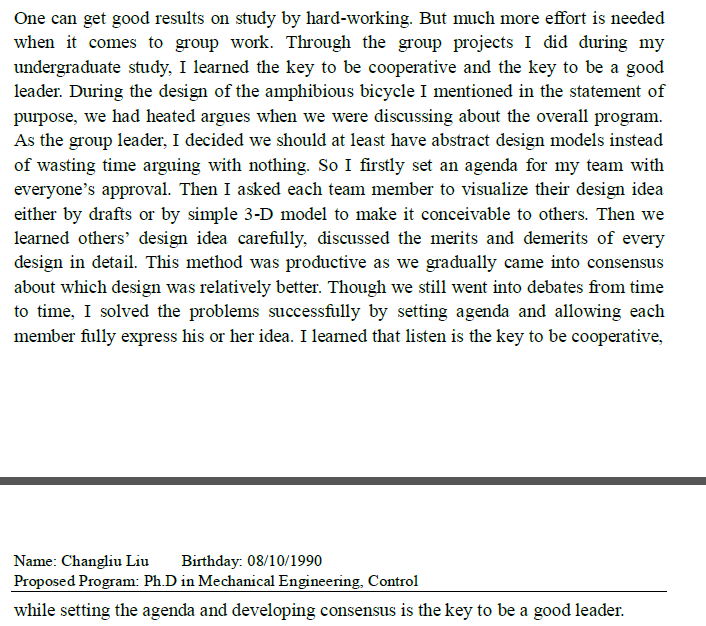 One can get good results on study by hard-working. But much more effort is needed
when it comes to group work. Through the group projects I did during my
undergraduate study, I learned the key to be cooperative and the key to be a good
leader. During the design of the amphibious bicycle I mentioned in the statement of
purpose, we had heated argues when we were discussing about the overall program.
As the group leader, I decided we should at least have abstract design models instead
of wasting time arguing with nothing. So I firstly set an agenda for my team with
everyone’s approval. Then I asked each team member to visualize their design idea
either by drafts or by simple 3-D model to make it conceivable to others. Then we
learned others’ design idea carefully, discussed the merits and demerits of every
design in detail. This method was productive as we gradually came into consensus
about which design was relatively better. Though we still went into debates from time
to time, I solved the problems successfully by setting agenda and allowing each
member fully express his or her idea. I learned that listen is the key to be cooperative,
Name: Changliu Liu Birthday: 08/10/1990
Proposed Program: Ph.D in Mechanical Engineering, Control
while setting the agenda and developing consensus is the key to be a good leader.